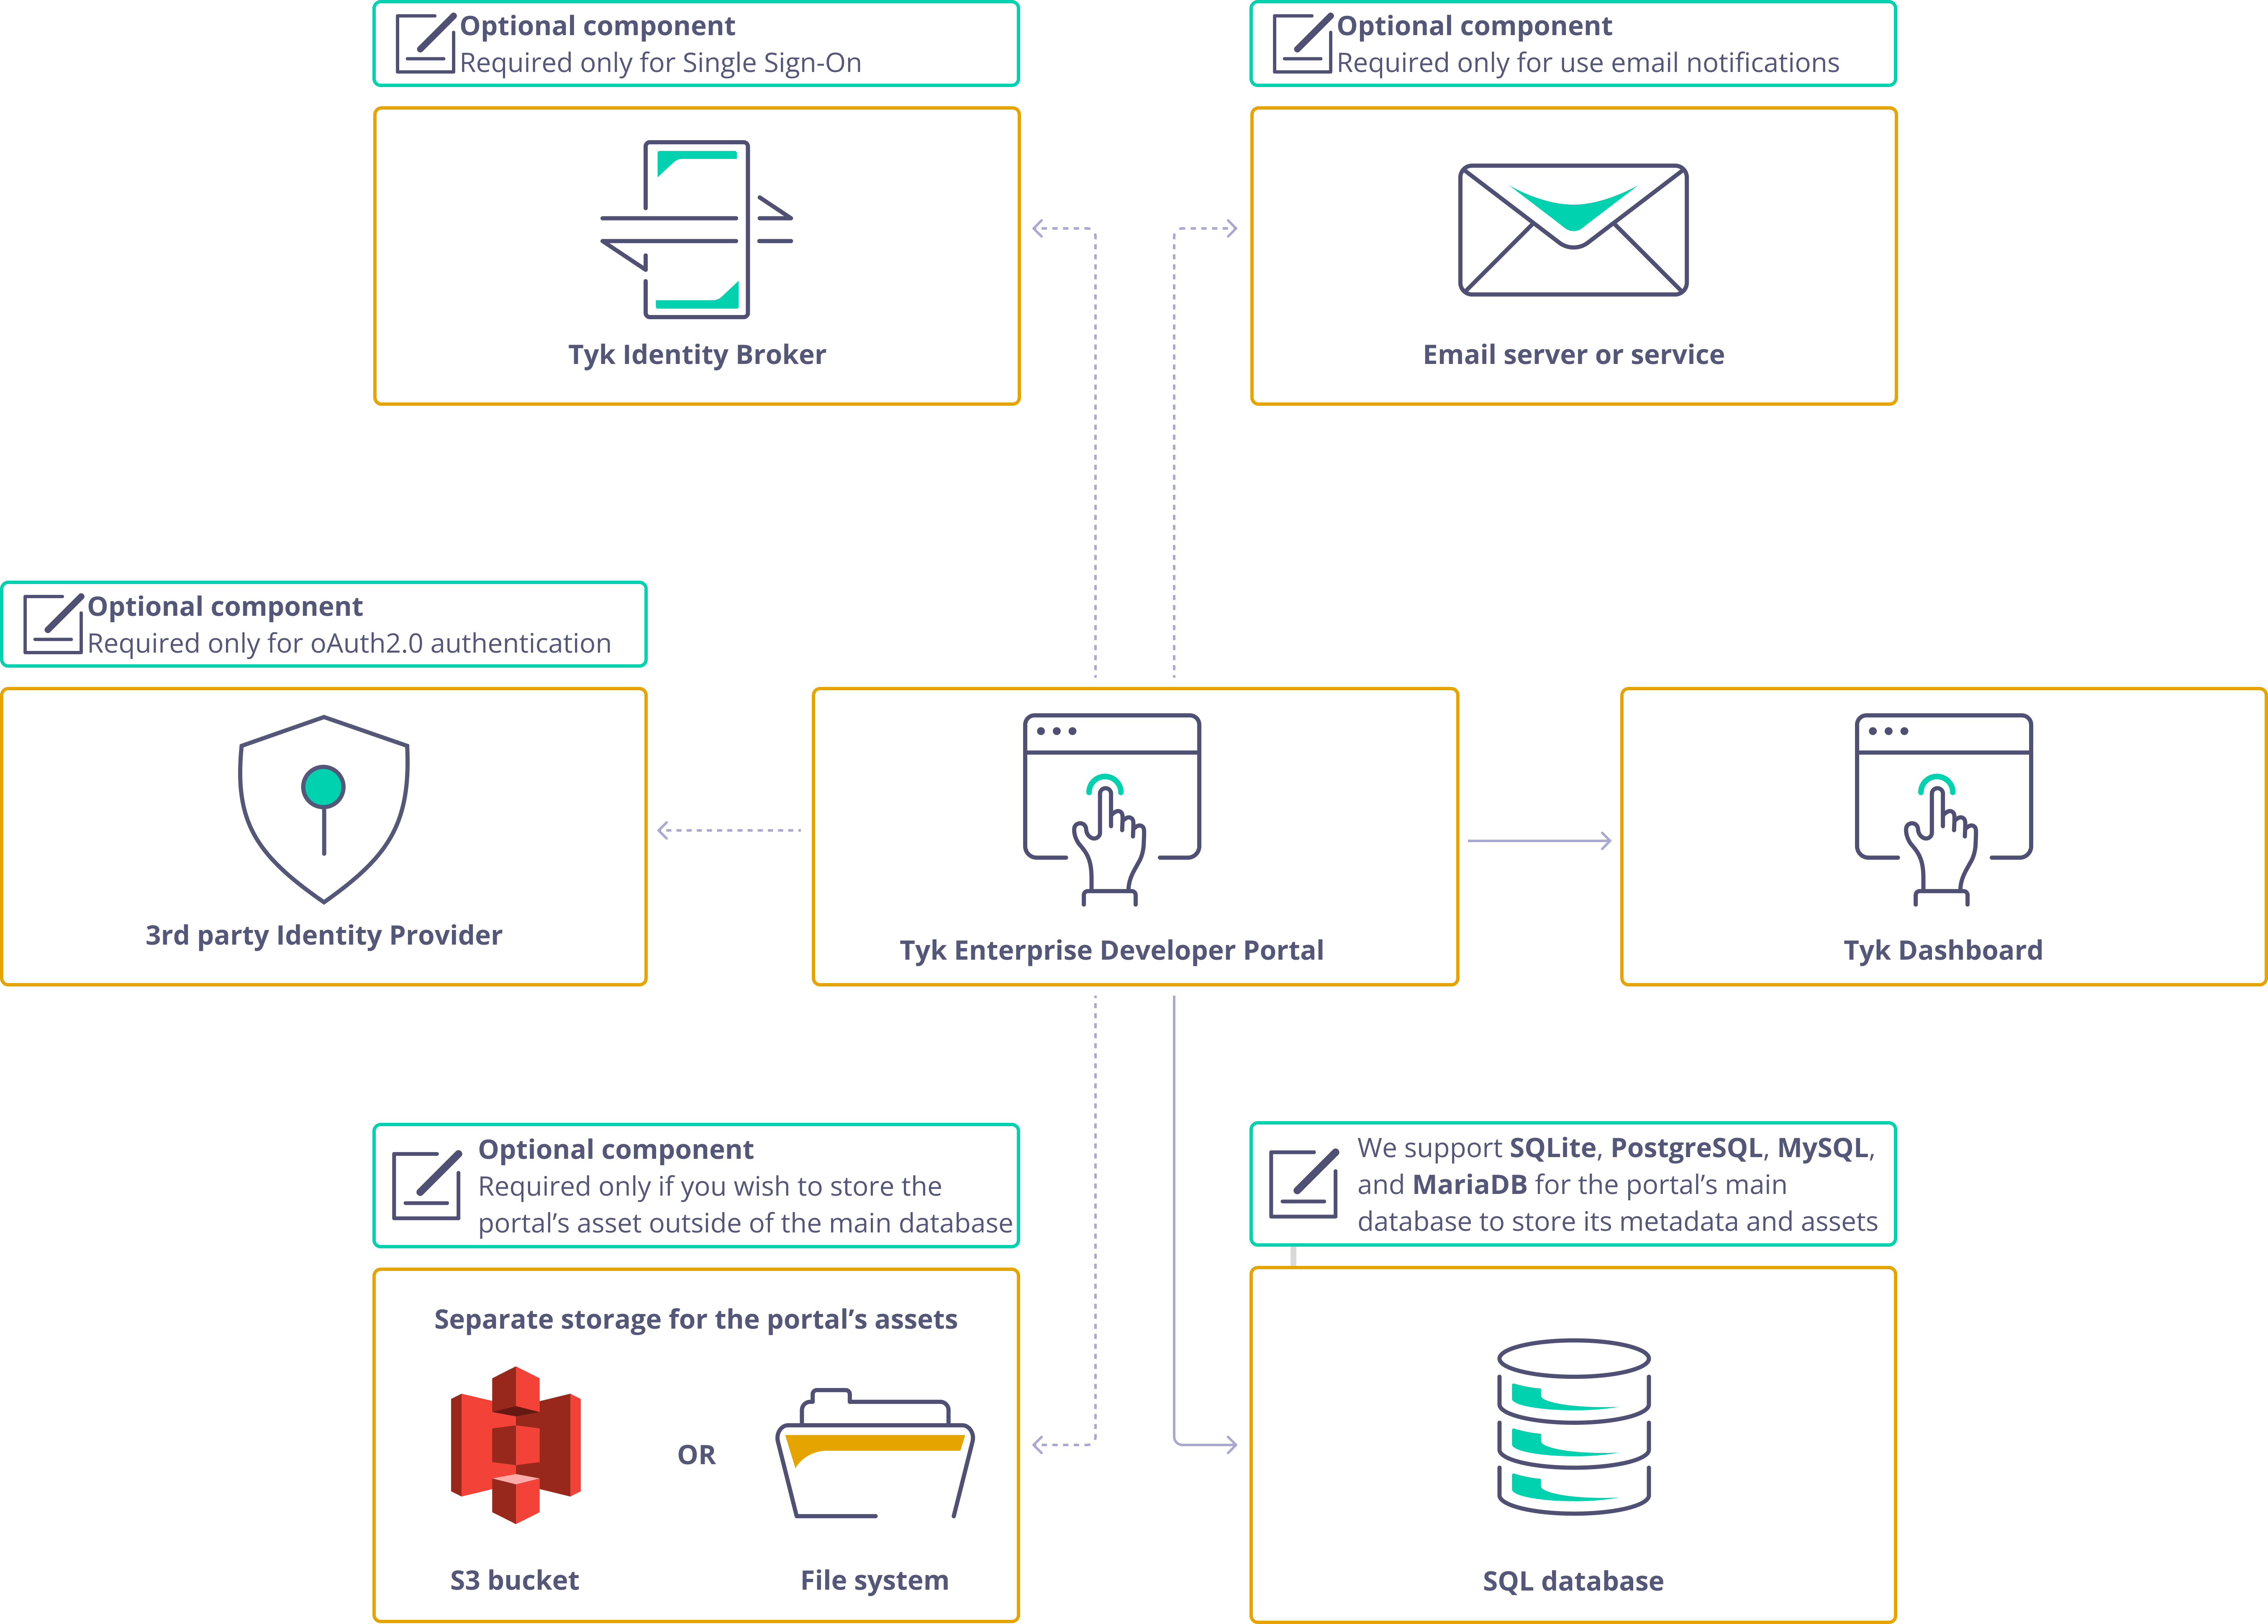 Optional component
Required only for Single Sign-On
Optional component
Required only for use email notifications
Tyk Identity Broker
Email server or service
Optional component
Required only for oAuth2.0 authentication
3rd party Identity Provider
Tyk Enterprise Developer Portal
Tyk Dashboard
Optional component
Required only if you wish to store the
portal’s asset outside of the main database
We support SQLite, PostgreSQL, MySQL,
and MariaDB for the portal’s main
database to store its metadata and assets
Separate storage for the portal’s assets
OR
S3 bucket
File system
SQL database